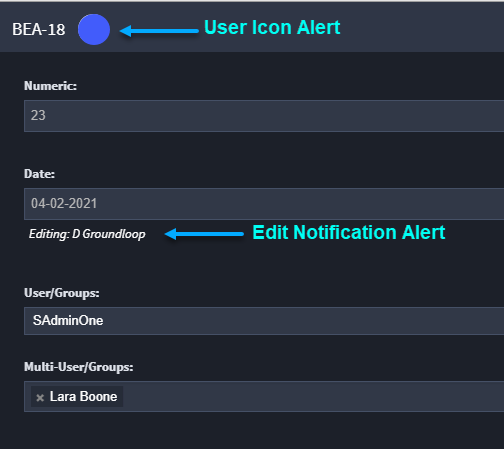 BEA-18 User Icon Alert
Numeric:
23
Date:
04-02-2021
Editing: D Groundloop Edit Notification Alert
User/Groups:
SAdminOne
Multi-User/Groups:
× Lara Boone